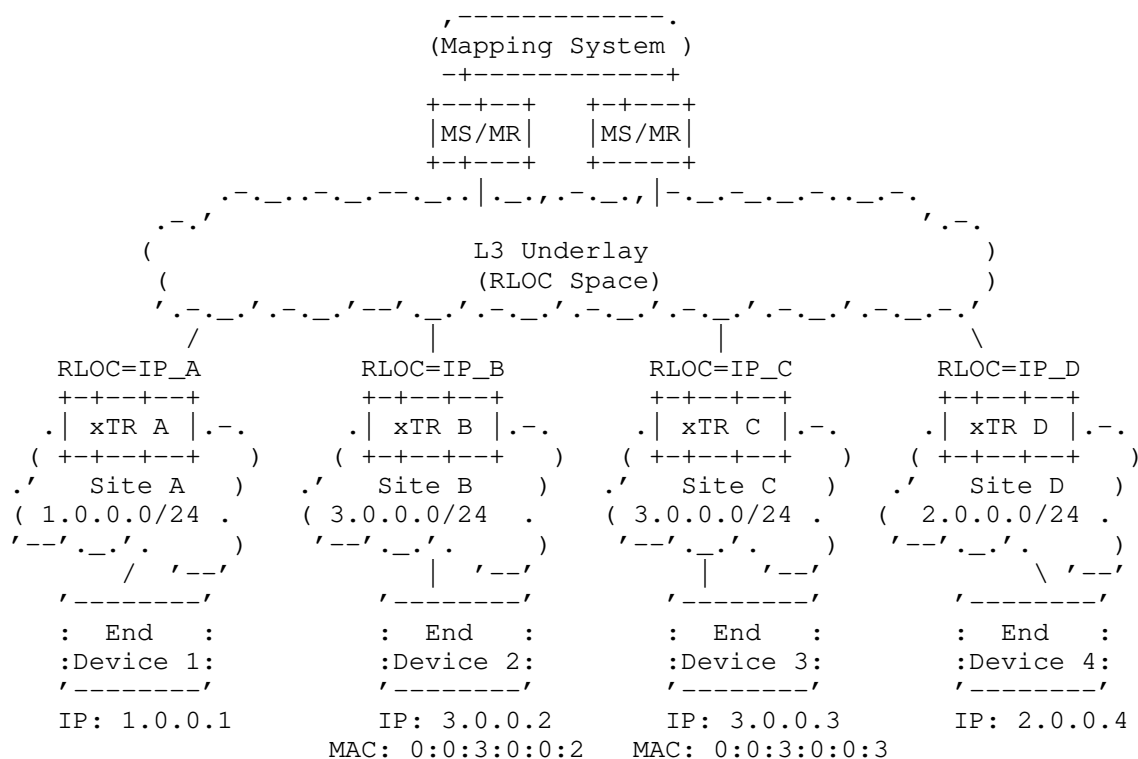 (Mapping System )
|MS/MR| |MS/MR|
L3 Underlay
(RLOC Space)
RLOC=IP_A RLOC=IP_B RLOC=IP_C RLOC=IP_D
xTR A xTR B xTR C xTR D
Site A Site B Site C Site D
1.0.0.0/24 3.0.0.0/24 3.0.0.0/24 2.0.0.0/24
: End : : End : : End : : End :
:Device 1: :Device 2: :Device 3: :Device 4:
IP: 1.0.0.1 IP: 3.0.0.2 IP: 3.0.0.3 IP: 2.0.0.4
MAC: 0:0:3:0:0:2 MAC: 0:0:3:0:0:3